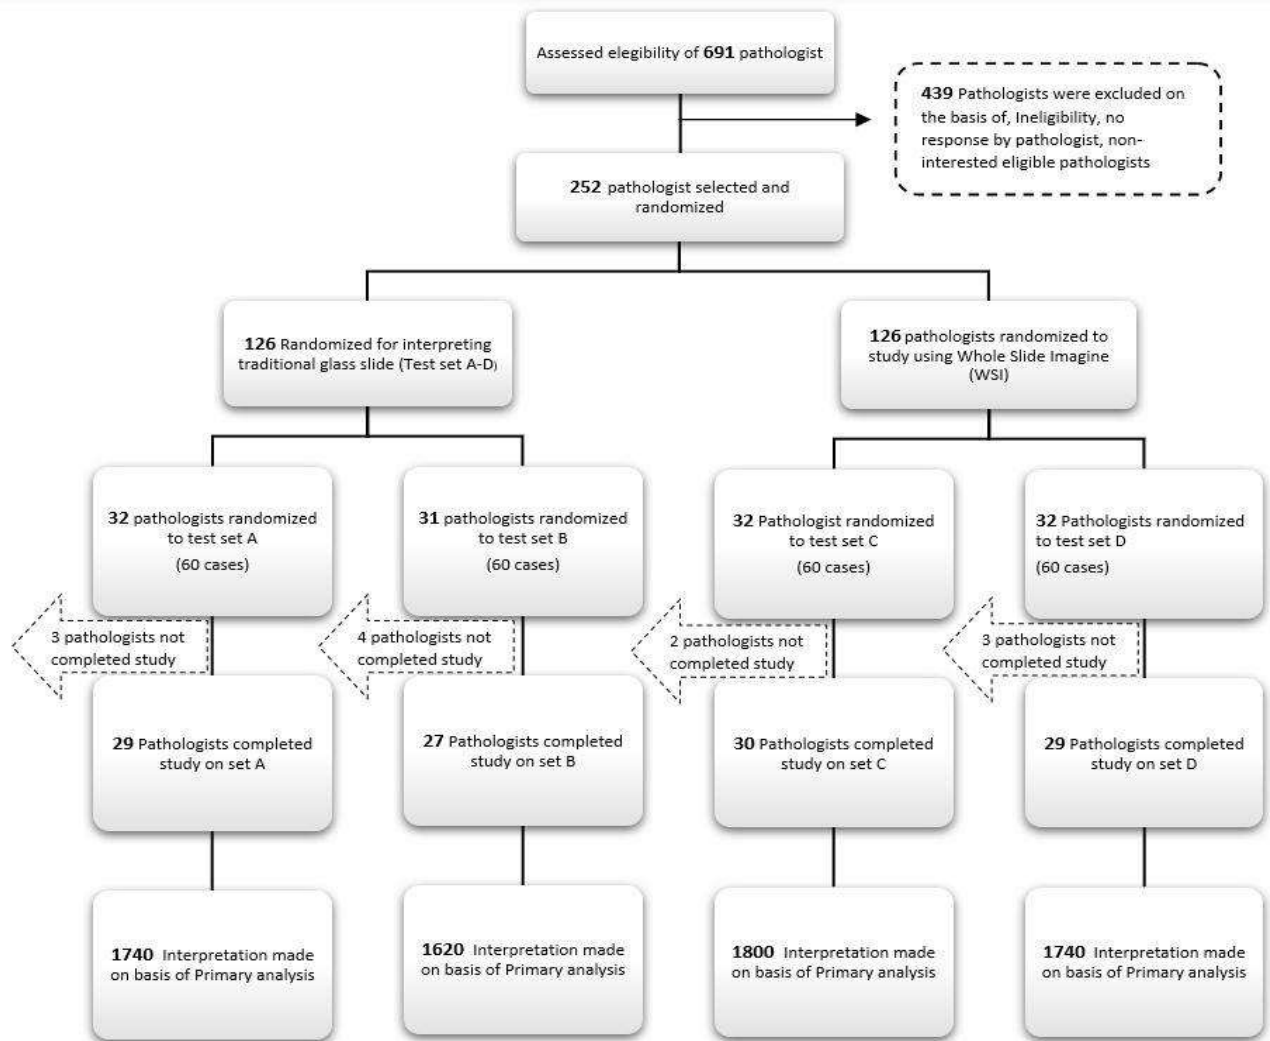 Assessed elegibility of 691 pathologist
439 Pathologists were excluded on
the basis of, Ineligibility, no
response by pathologist, non-
interested eligible pathologists
252 pathologist selected and
randomized
126 Randomized for interpreting
traditional glass slide (Test set A-D)
126 pathologists randomized to
study using Whole Slide Imagine
(WSI)
32 pathologists randomized
to test set A
(60 cases)
31 pathologists randomized
to test set B
(60 cases)
32 Pathologist randomized
to test set C
(60 cases)
32 Pathologists randomized
to test set D
(60 cases)
3 pathologists not
completed study
4 pathologists not
completed study
2 pathologists not
completed study
3 pathologists not
completed study
29 Pathologists completed
study on set A
27 Pathologists completed
study on set B
30 Pathologists completed
study on set C
29 Pathologists completed
study on set D
1740 Interpretation made
on basis of Primary analysis
1620 Interpretation made
on basis of Primary analysis
1800 Interpretation made
on basis of Primary analysis
1740 Interpretation made
on basis of Primary analysis